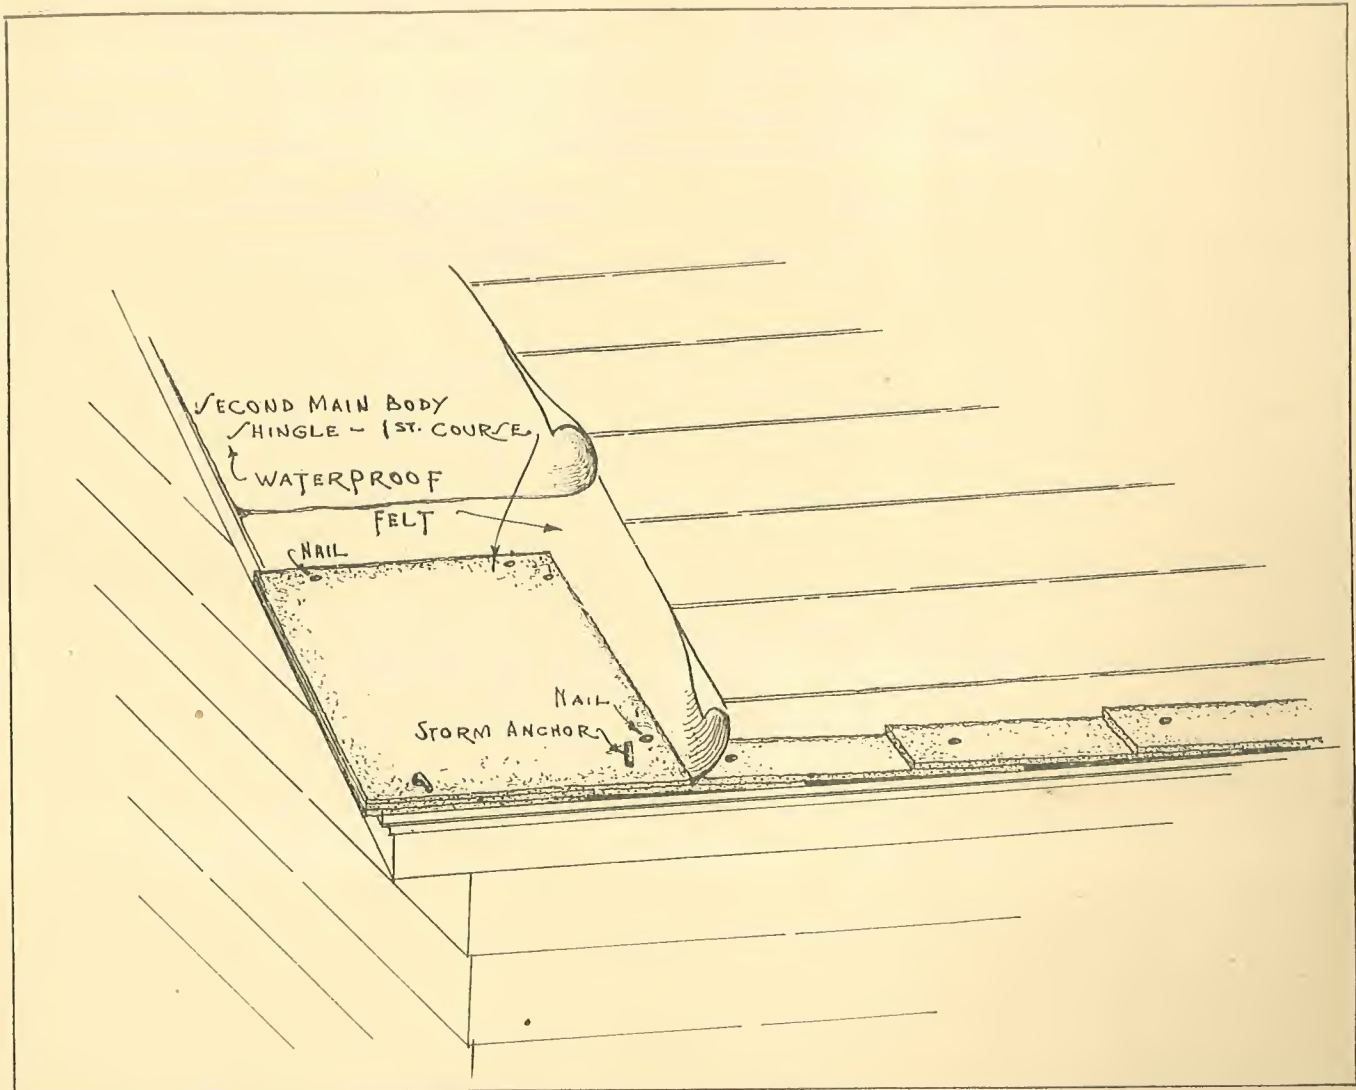 SECOND MAIN BODY
SHINGLE - 1ST. COURSE
WATERPROOF
FELT
NAIL
NAIL
STORM ANCHOR